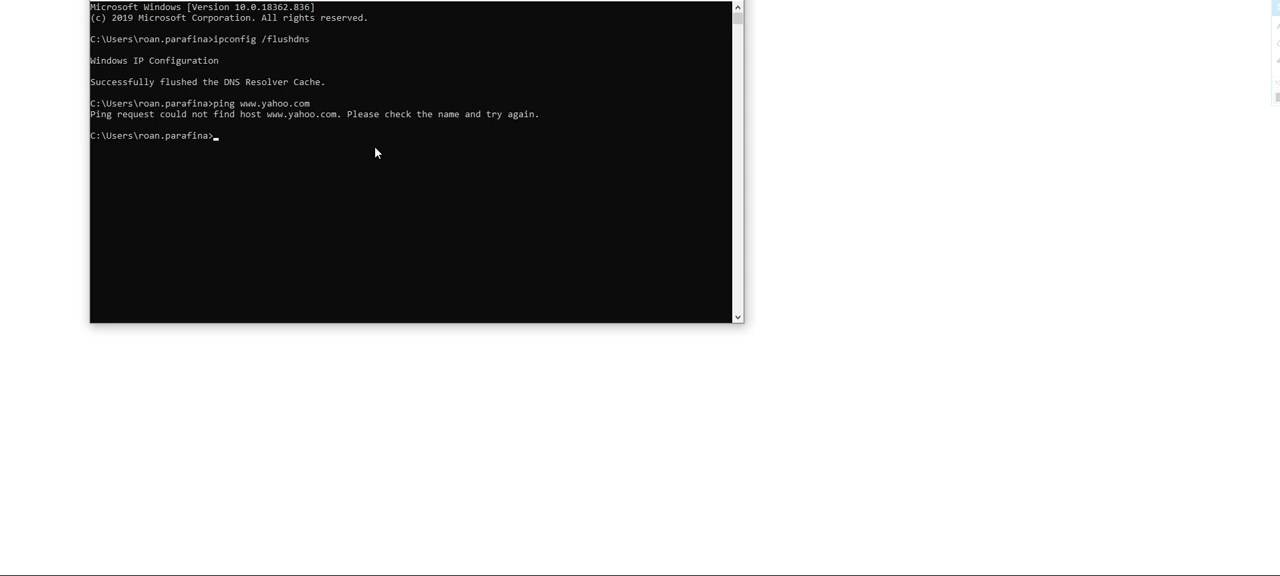 Microsoft Windows [Version 10.0.18362.836]
(c) 2019 Microsoft Corporation. All rights reserved.
C:\Users\roan.parafina>ipconfig /flushdns
Windows IP Configuration
Successfully flushed the DNS Resolver Cache.
C:\Users\roan.parafina>ping www.yahoo.com
Ping request could not find host www.yahoo.com. Please check the name and try again.
C:\Users\roan.parafina>